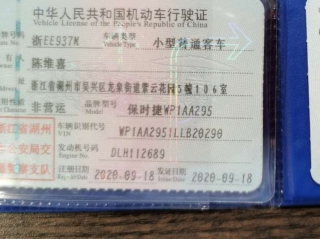 中华人民共和国机动车行驶证
Vehicle License of the People's Republic of China
浙EE937K 车辆类型 Vehicle Type 小型普通客车
陈维喜
浙江省湖州市吴兴区龙泉街道紫云花园5幢106室
非营运 品牌型号 Model 保时捷WP1AA295
浙江省湖州
车辆识别代号 VIN WP1AA2951LLB20290
公安局交
发动机号码 Engine No. DLH112689
警察支队
注册日期 2020-09-18 发证日期 2020-09-18